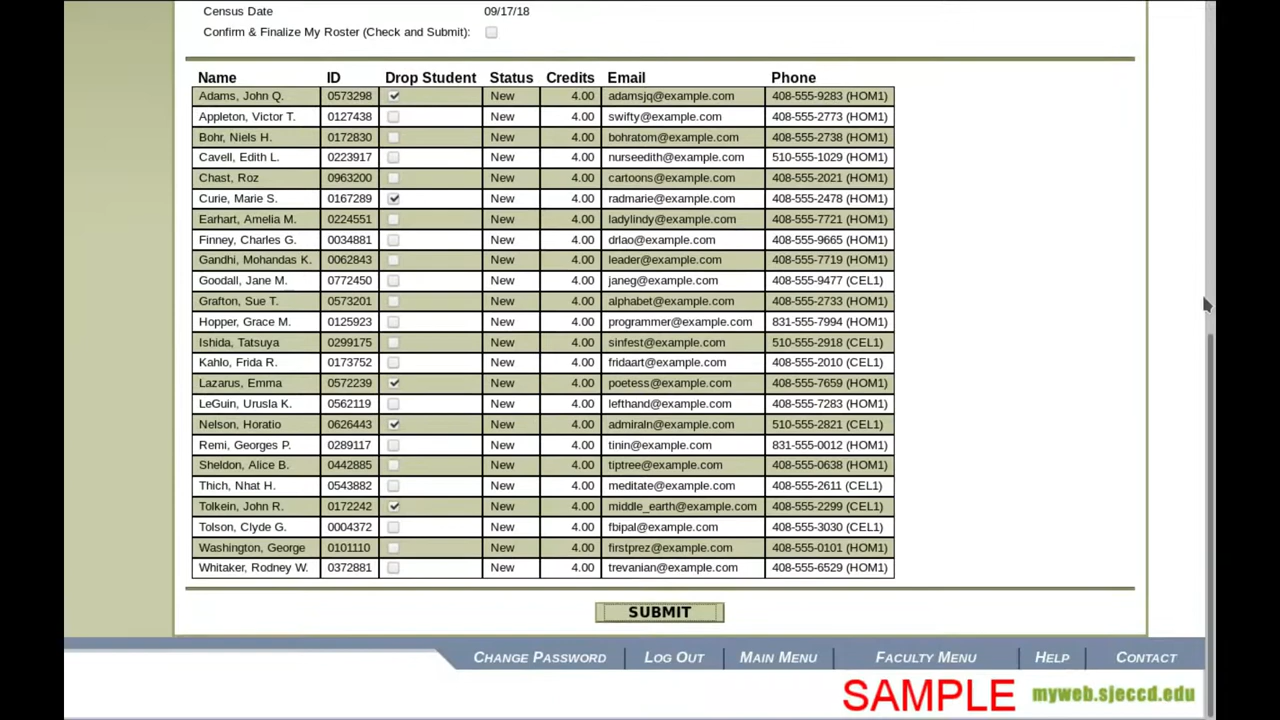 Census Date 09/17/18
Confirm & Finalize My Roster (Check and Submit):
Name ID Drop Student Status Credits Email Phone
Adams, John Q. 0573298 New 4.00 adamsjq@example.com 408-555-9283 (HOM1)
Appleton, Victor T. 0127438 New 4.00 swifty@example.com 408-555-2773 (HOM1)
Bohr, Niels H. 0172830 New 4.00 bohratom@example.com 408-555-2738 (HOM1)
Cavell, Edith L. 0223917 New 4.00 nurseedith@example.com 510-555-1029 (HOM1)
Chast, Roz 0963200 New 4.00 cartoons@example.com 408-555-2021 (HOM1)
Curie, Marie S. 0167289 New 4.00 radmarie@example.com 408-555-2478 (HOM1)
Earhart, Amelia M. 0224551 New 4.00 ladylindy@example.com 408-555-7721 (HOM1)
Finney, Charles G. 0034881 New 4.00 drlao@example.com 408-555-9665 (HOM1)
Gandhi, Mohandas K. 0062843 New 4.00 leader@example.com 408-555-7719 (HOM1)
Goodall, Jane M. 0772450 New 4.00 janeg@example.com 408-555-9477 (CEL1)
Grafton, Sue T. 0573201 New 4.00 alphabet@example.com 408-555-2733 (HOM1)
Hopper, Grace M. 0125923 New 4.00 programmer@example.com 831-555-7994 (HOM1)
Ishida, Tatsuya 0299175 New 4.00 sinfest@example.com 510-555-2918 (CEL1)
Kahlo, Frida R. 0173752 New 4.00 fridaart@example.com 408-555-2010 (CEL1)
Lazarus, Emma 0572239 New 4.00 poetess@example.com 408-555-7659 (HOM1)
LeGuin, Urusla K. 0562119 New 4.00 lefthand@example.com 408-555-7283 (HOM1)
Nelson, Horatio 0626443 New 4.00 admiraln@example.com 510-555-2821 (CEL1)
Remi, Georges P. 0289117 New 4.00 tinin@example.com 831-555-0012 (HOM1)
Sheldon, Alice B. 0442885 New 4.00 tiptree@example.com 408-555-0638 (HOM1)
Thich, Nhat H. 0543882 New 4.00 meditate@example.com 408-555-2611 (CEL1)
Tolkein, John R. 0172242 New 4.00 middle_earth@example.com 408-555-2299 (CEL1)
Tolson, Clyde G. 0004372 New 4.00 fbipal@example.com 408-555-3030 (CEL1)
Washington, George 0101110 New 4.00 firstprez@example.com 408-555-0101 (HOM1)
Whitaker, Rodney W. 0372881 New 4.00 trevanian@example.com 408-555-6529 (HOM1)
SUBMIT
CHANGE PASSWORD LOG OUT MAIN MENU FACULTY MENU HELP CONTACT
SAMPLE myweb.sjeccd.edu